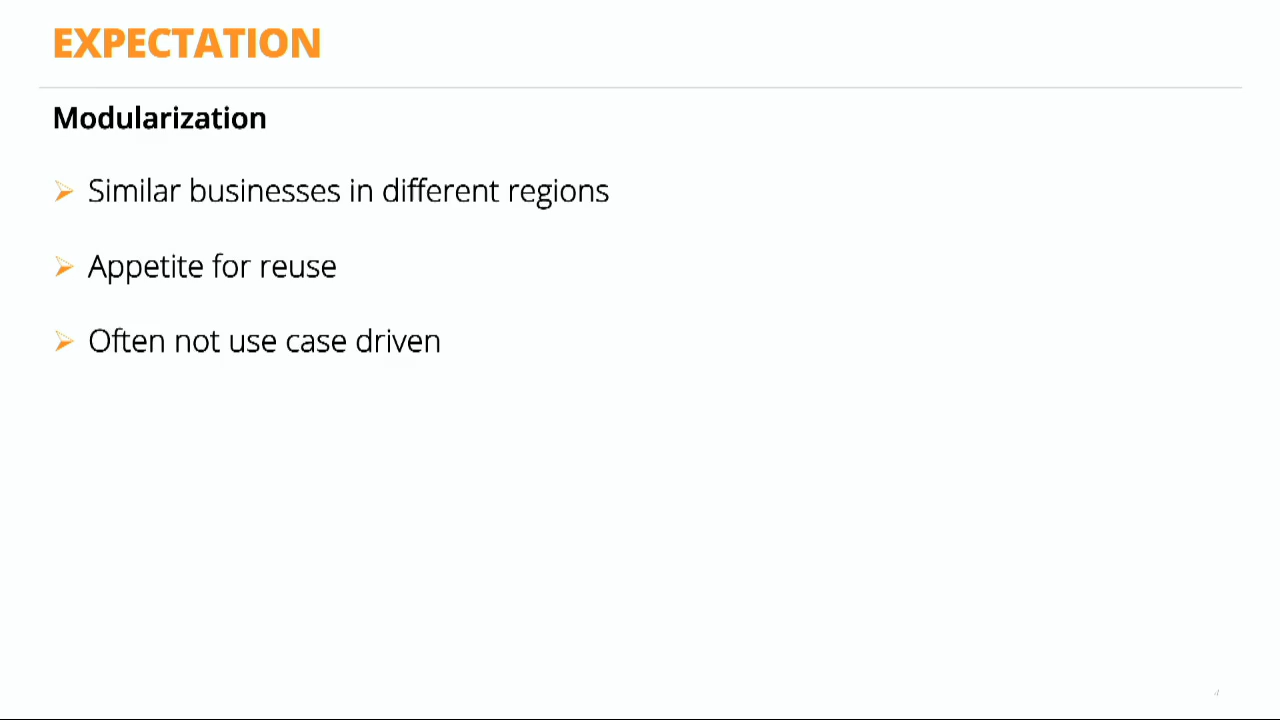 EXPECTATION
Modularization
Similar businesses in different regions
Appetite for reuse
Often not use case driven